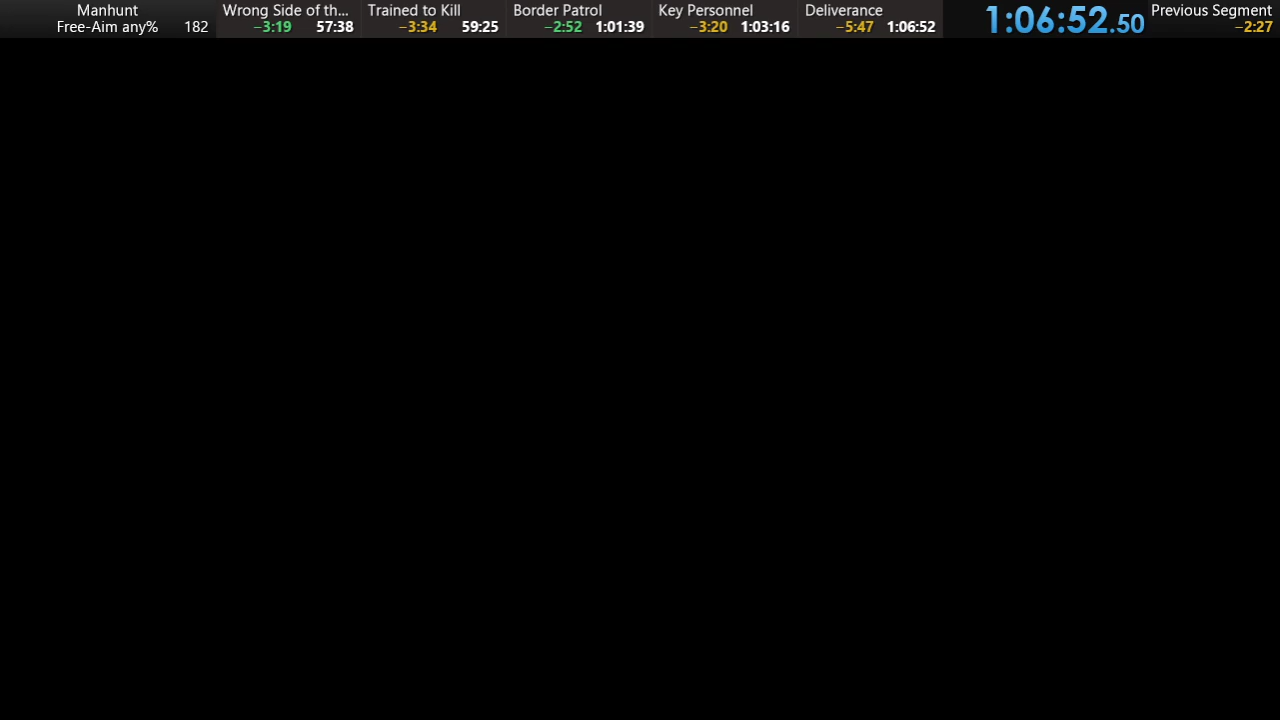 Manhunt
Free-Aim any% 182
Wrong Side of th...
−3:19 57:38
Trained to Kill
−3:34 59:25
Border Patrol
−2:52 1:01:39
Key Personnel
−3:20 1:03:16
Deliverance
−5:47 1:06:52
1:06:52.50
Previous Segment
−2:27